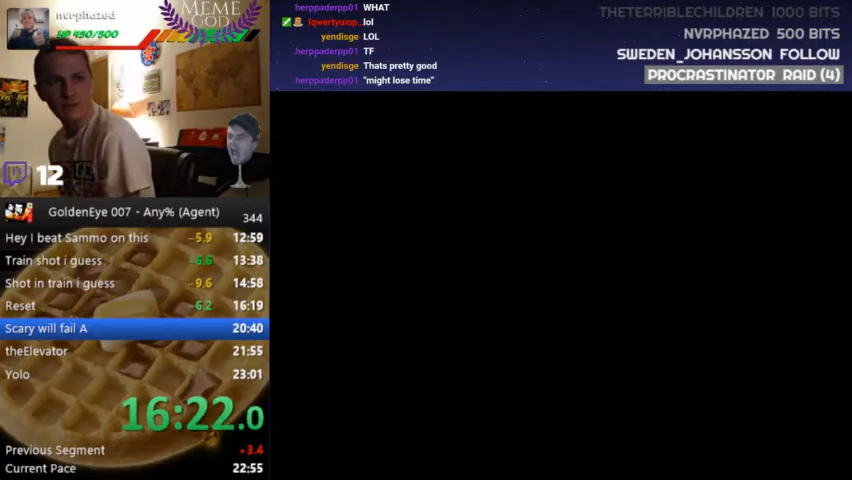 nvrphazed
MEME
GOD
12
herppaderpp01 WHAT
lqwertyuiop.. lol
yendisge LOL
herppaderpp01 TF
yendisge Thats pretty good
herppaderpp01 "might lose time"
THETERRIBLECHILDREN 1000 BITS
NVRPHAZED 500 BITS
SWEDEN_JOHANSSON FOLLOW
PROCRASTINATOR RAID (4)
GoldenEye 007 - Any% (Agent) 344
Hey I beat Sammo on this −5.9 12:59
Train shot i guess −6.6 13:38
Shot in train i guess −9.6 14:58
Reset −6.2 16:19
Scary will fail A 20:40
theElevator 21:55
Yolo 23:01
16:22.0
Previous Segment +3.4
Current Pace 22:55